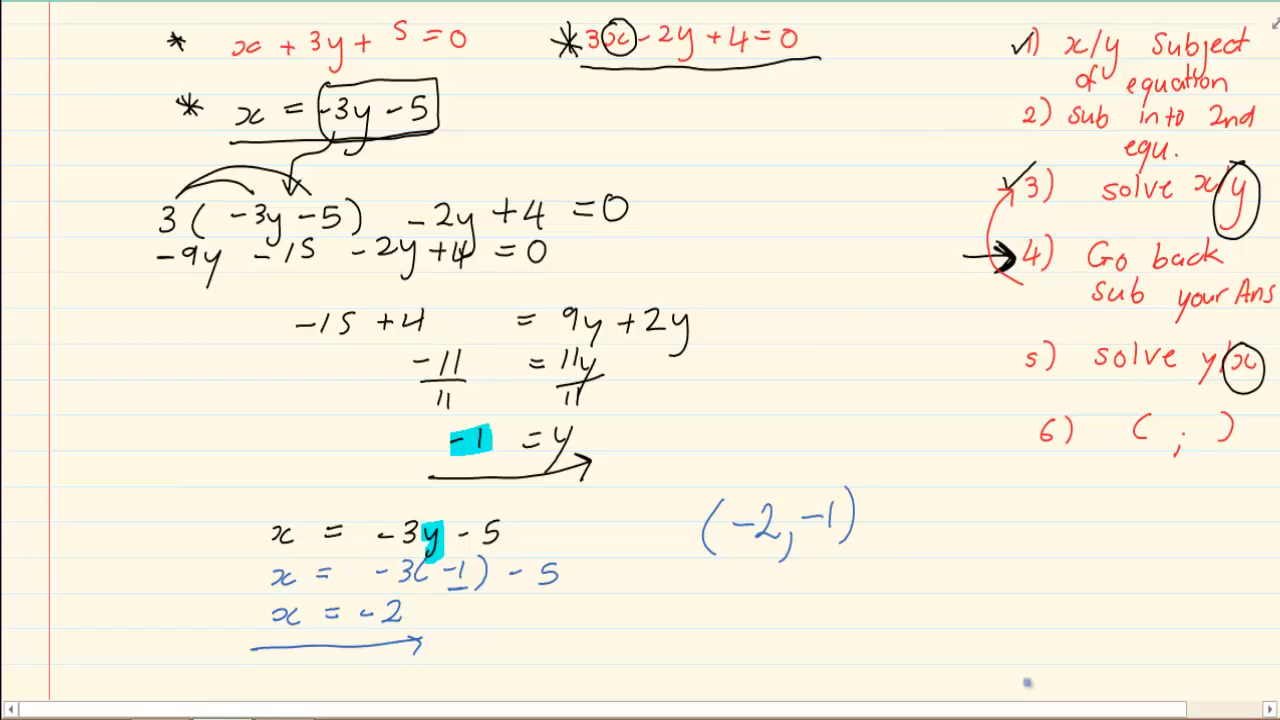 * x + 3y + 5 = 0
* 3x - 2y + 4 = 0
* x = -3y - 5
3( -3y - 5) - 2y + 4 = 0
-9y - 15 - 2y + 4 = 0
-15 + 4 = 9y + 2y
-11 = 11y
11 11
-1 = y
x = -3y - 5
x = -3( -1 ) - 5
x = -2
(-2, -1)
✓1) x/y Subject
of equation
2) sub into 2nd
equ.
✓3) solve x/y
4) Go back
sub your Ans
5) solve y/x
6) ( ; )